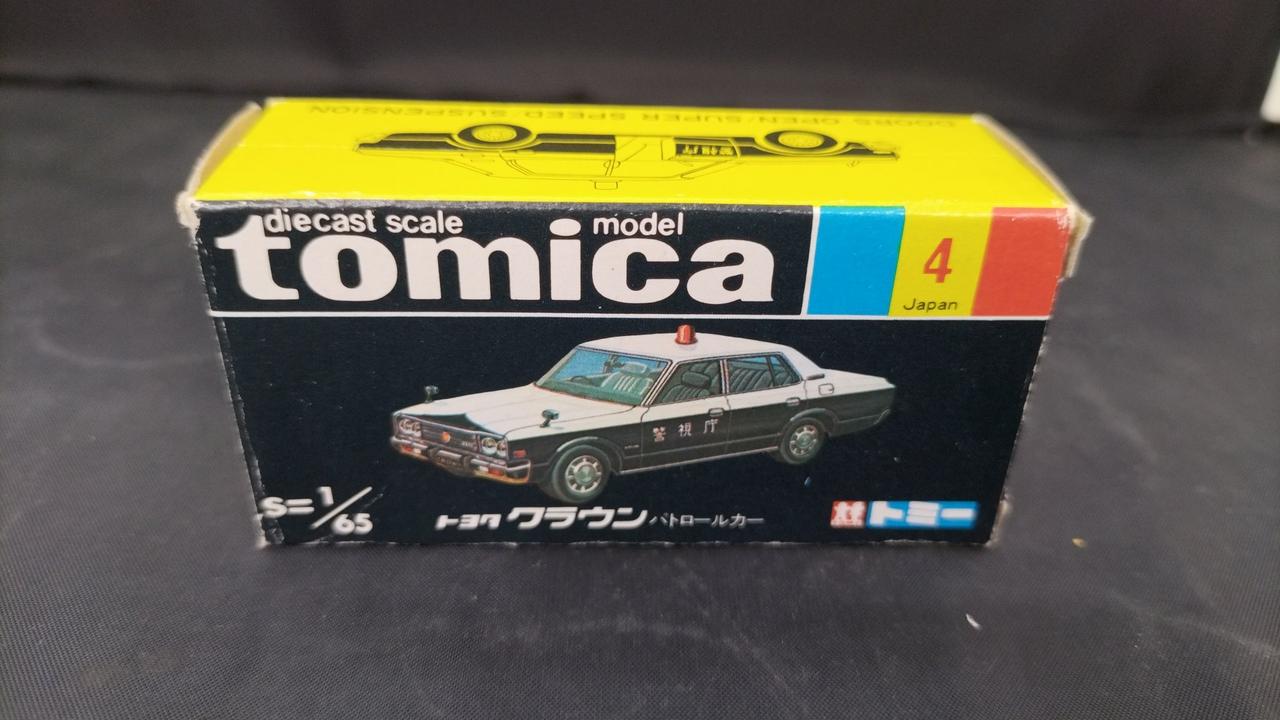 DOORS OPEN/SUPER SPEED/SUSPENSION
diecast scale model
tomica
4
Japan
警視庁
S=1/65
トヨタ クラウン パトロールカー
トミー